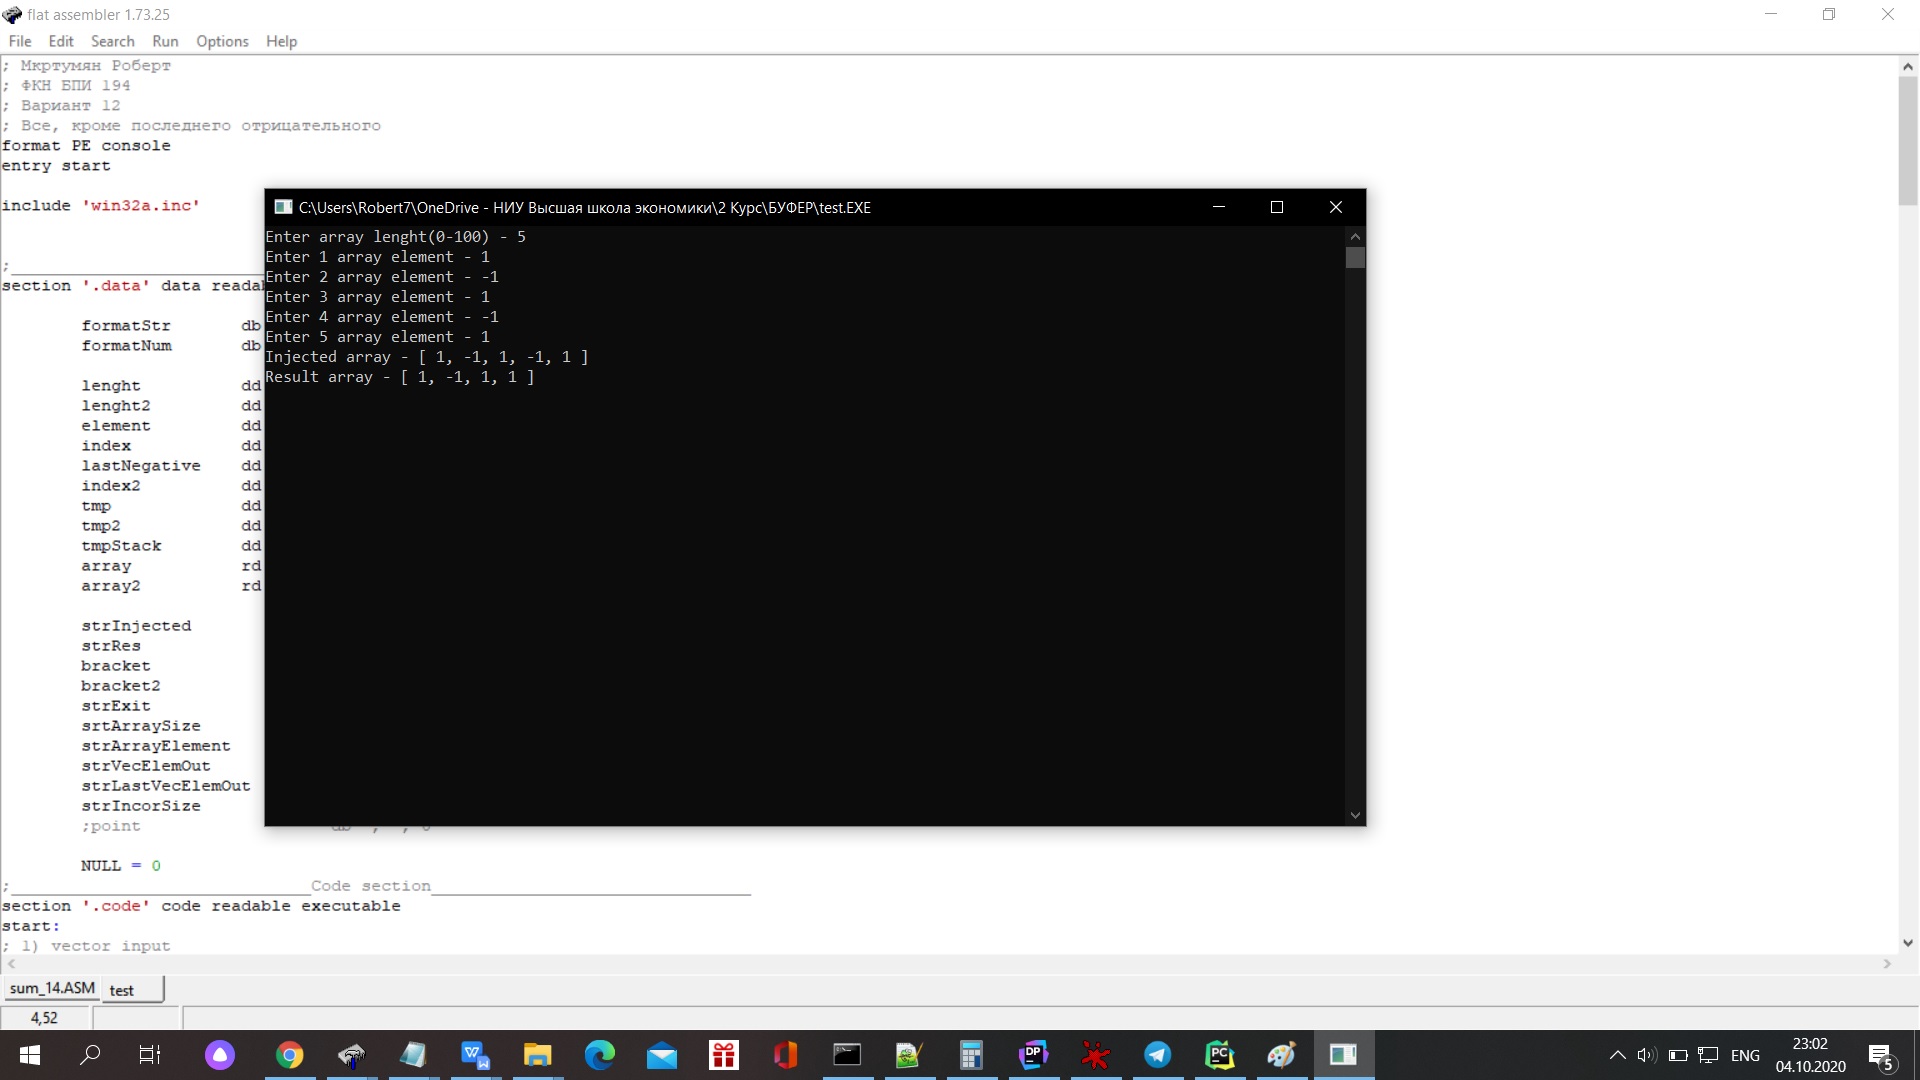 flat assembler 1.73.25
File Edit Search Run Options Help
; Мкртумян Роберт
; ФКН БПИ 194
; Вариант 12
; Все, кроме последнего отрицательного
format PE console
entry start
include 'win32a.inc'
;
section '.data' data reada
formatStr db
formatNum db
lenght dd
lenght2 dd
element dd
index dd
lastNegative dd
index2 dd
tmp dd
tmp2 dd
tmpStack dd
array rd
array2 rd
strInjected
strRes
bracket
bracket2
strExit
srtArraySize
strArrayElement
strVecElemOut
strLastVecElemOut
strIncorSize
;point
NULL = 0
;_______________________________Code section________________________________
section '.code' code readable executable
start:
; 1) vector input
C:\Users\Robert7\OneDrive - НИУ Высшая школа экономики\2 Курс\БУФЕР\test.EXE
Enter array lenght(0-100) - 5
Enter 1 array element - 1
Enter 2 array element - -1
Enter 3 array element - 1
Enter 4 array element - -1
Enter 5 array element - 1
Injected array - [ 1, -1, 1, -1, 1 ]
Result array - [ 1, -1, 1, 1 ]
sum_14.ASM test
4,52
ENG
23:02
04.10.2020
5